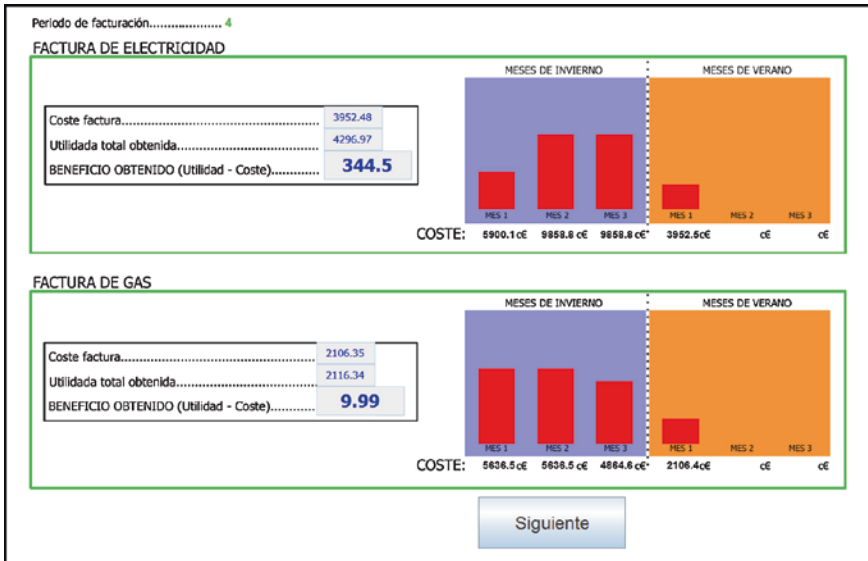 Periodo de facturación.................... 4
FACTURA DE ELECTRICIDAD
MESES DE INVIERNO MESES DE VERANO
Coste factura.................................................... 3952.48
Utilidada total obtenida..................................... 4296.97
BENEFICIO OBTENIDO (Utilidad - Coste)............. 344.5
MES 1 MES 2 MES 3 MES 1 MES 2 MES 3
COSTE: 5900.1c€ 9858.8 c€ 9858.8 c€ 3952.5c€ c€ c€
FACTURA DE GAS
MESES DE INVIERNO MESES DE VERANO
Coste factura.................................................... 2106.35
Utilidada total obtenida..................................... 2116.34
BENEFICIO OBTENIDO (Utilidad - Coste)............ 9.99
MES 1 MES 2 MES 3 MES 1 MES 2 MES 3
COSTE: 5636.5c€ 5636.5 c€ 4864.6 c€ 2106.4c€ c€ c€
Siguiente